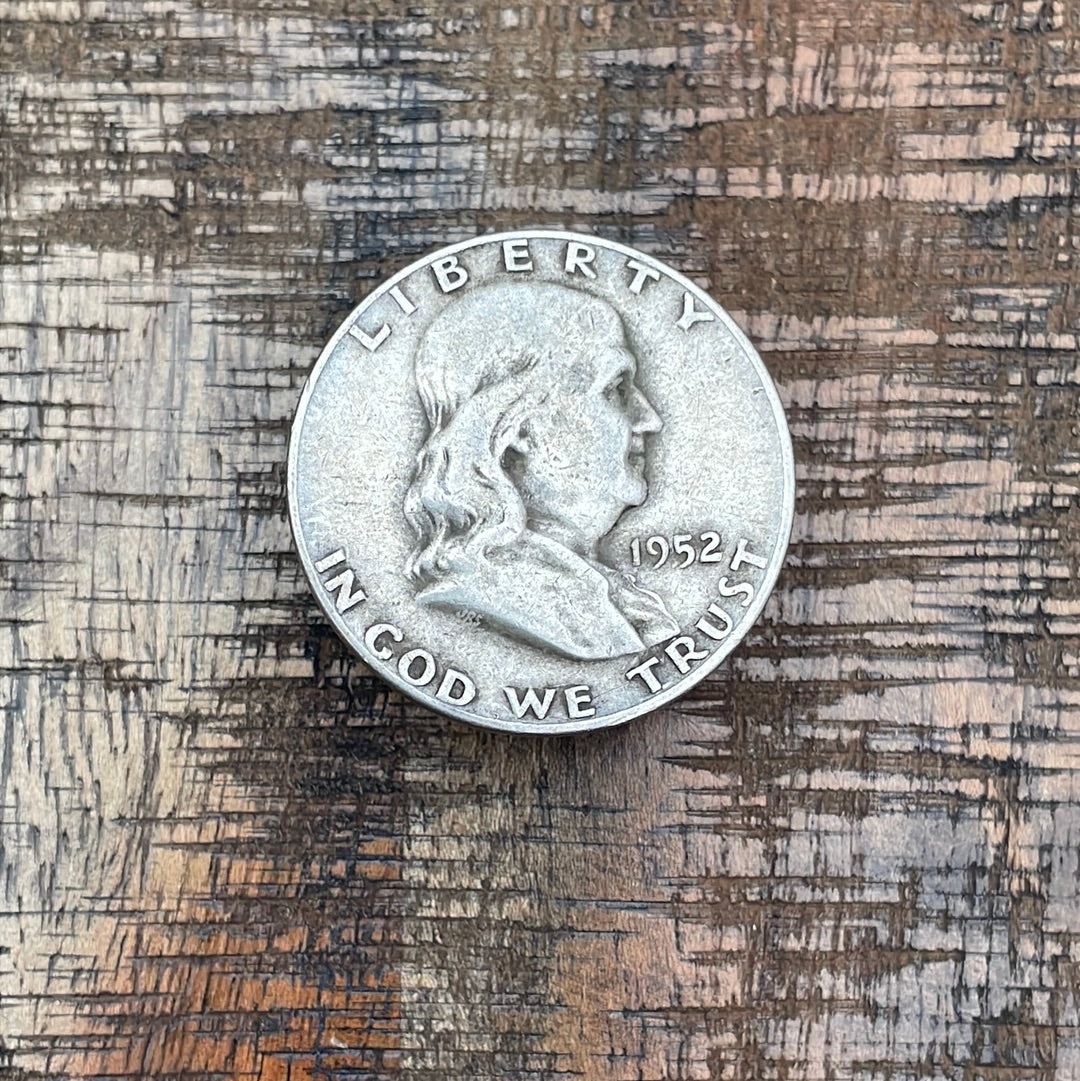 LIBERTY
1952
IN GOD WE TRUST